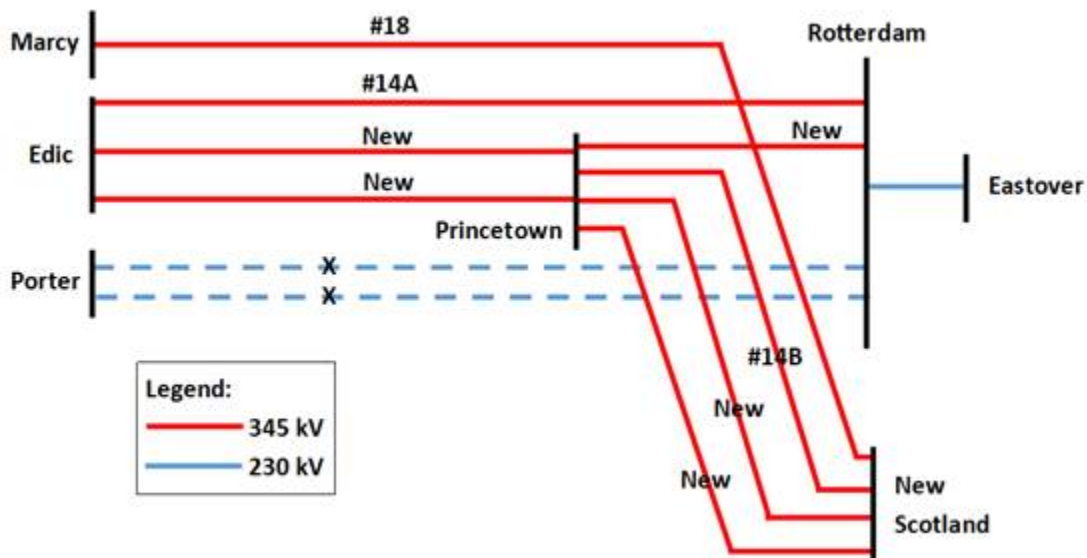 #18
Marcy
Rotterdam
#14A
New
New
Edic
New
Eastover
Princetown
Porter
X
X
#14B
Legend:
345 kV
230 kV
New
New
New
Scotland